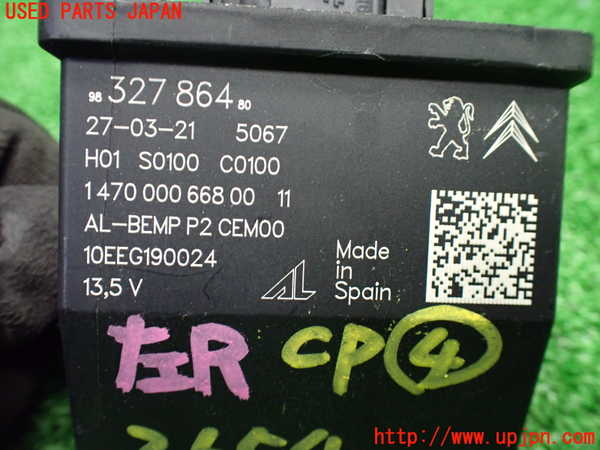 USED PARTS JAPAN
98 327 864 80
27-03-21 5067
H01 S0100 C0100
1 470 000 668 00 11
AL-BEMP P2 CEM00
10EEG190024
13,5 V
AL
Made
in
Spain
左R CP④
http://www.upjpn.com/